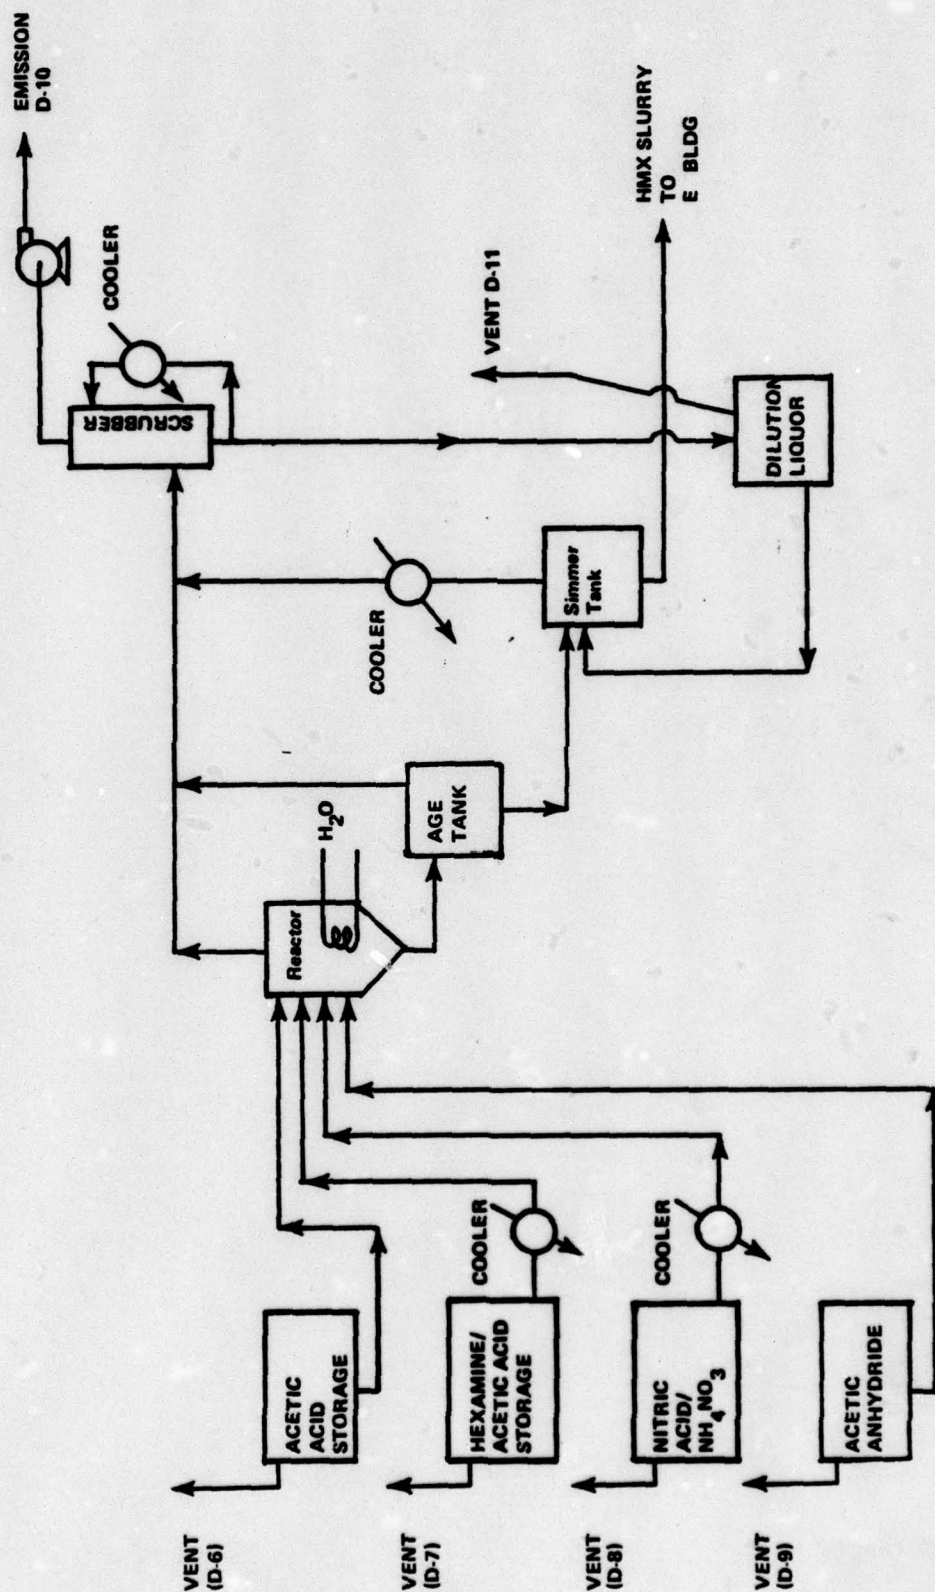 VENT
(D-6)
VENT
(D-7)
VENT
(D-8)
VENT
(D-9)
ACETIC
ACID
STORAGE
HEXAMINE/
ACETIC ACID
STORAGE
NITRIC
ACID/
NH4NO3
ACETIC
ANHYDRIDE
COOLER
COOLER
Reactor
H2O
AGE
TANK
COOLER
Simmer
Tank
SCRUBBER
COOLER
EMISSION
D-10
VENT D-11
DILUTION
LIQUOR
HMX SLURRY
TO
E BLDG